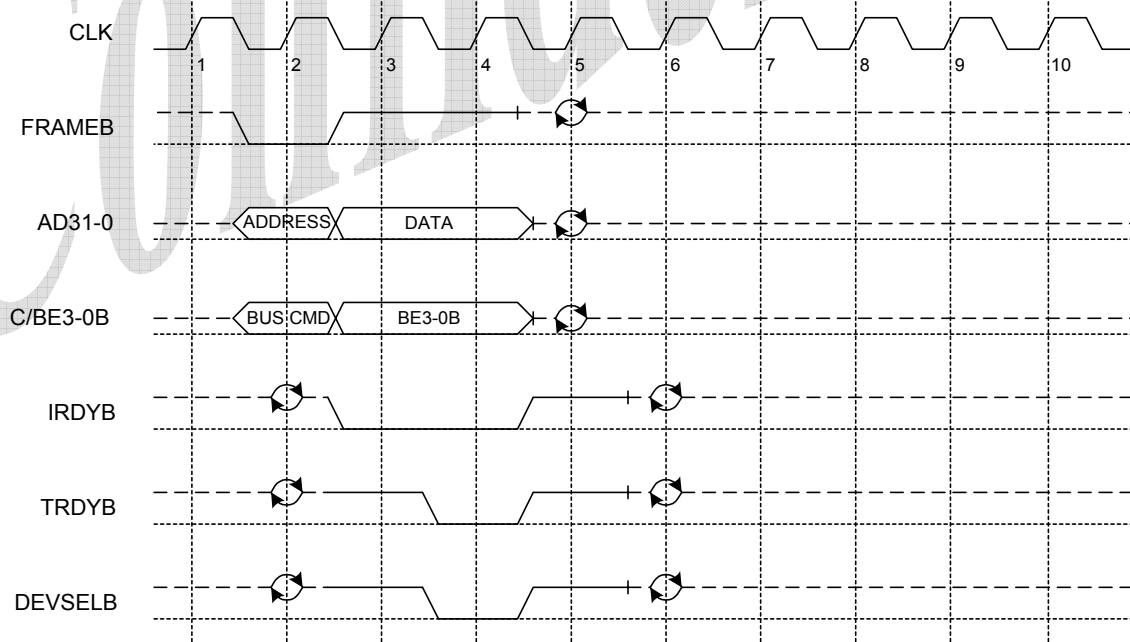 CLK
1 2 3 4 5 6 7 8 9 10
FRAMEB
AD31-0 ADDRESS DATA
C/BE3-0B BUS CMD BE3-0B
IRDYB
TRDYB
DEVSELB